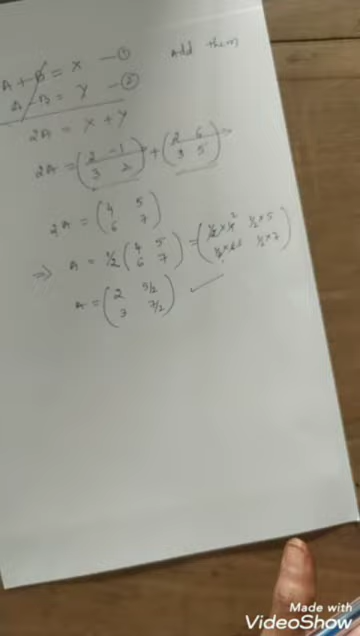 A + B = X — ① Add them
A - B = Y — ②
2A = X + Y
2A = (2 -1 / 3 2) + (2 6 / 3 5) =
2A = (4 5 / 6 7)
⇒ A = 1/2 (4 5 / 6 7) = (1/2×4 2 1/2×5 / 1/2×6 1/2×7)
A = (2 5/2 / 3 7/2) ✓
Made with
VideoShow